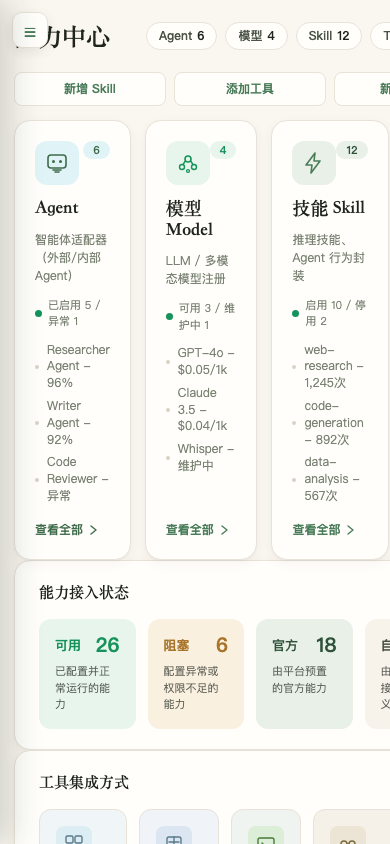 力中心
Agent 6
模型 4
Skill 12
新增 Skill
添加工具
6
Agent
智能体适配器
（外部/内部
Agent)
已启用 5 /
异常 1
Researcher
Agent –
96%
Writer
Agent –
92%
Code
Reviewer –
异常
查看全部
4
模型
Model
LLM / 多模
态模型注册
可用 3 / 维
护中 1
GPT–4o –
$0.05/1k
Claude
3.5 –
$0.04/1k
Whisper –
维护中
查看全部
12
技能 Skill
推理技能、
Agent 行为封
装
启用 10 / 停
用 2
web–
research –
1,245次
code–
generation
– 892次
data–
analysis –
567次
查看全部
能力接入状态
可用 26
已配置并正
常运行的能
力
阻塞 6
配置异常或
权限不足的
能力
官方 18
由平台预置
的官方能力
工具集成方式